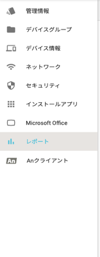 管理情報
デバイスグループ
デバイス情報
ネットワーク
セキュリティ
インストールアプリ
Microsoft Office
レポート
An Anクライアント